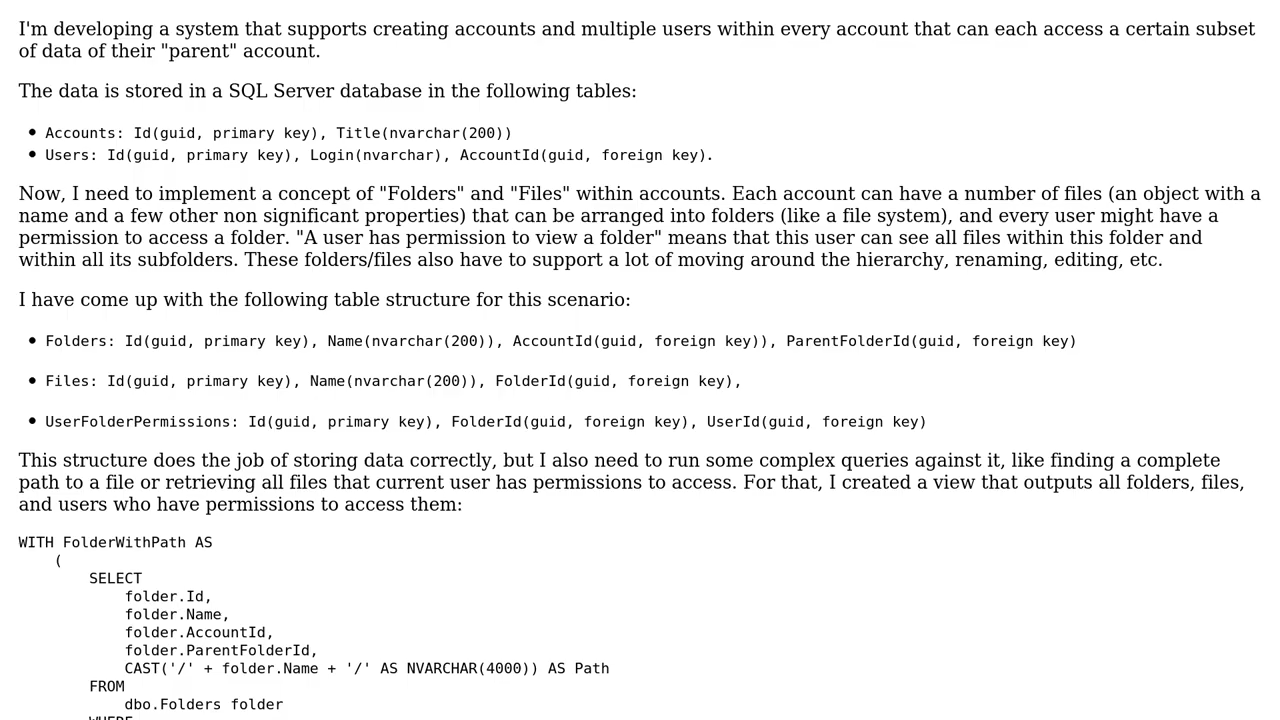 I'm developing a system that supports creating accounts and multiple users within every account that can each access a certain subset
of data of their "parent" account.
The data is stored in a SQL Server database in the following tables:
• Accounts: Id(guid, primary key), Title(nvarchar(200))
• Users: Id(guid, primary key), Login(nvarchar), AccountId(guid, foreign key).
Now, I need to implement a concept of "Folders" and "Files" within accounts. Each account can have a number of files (an object with a
name and a few other non significant properties) that can be arranged into folders (like a file system), and every user might have a
permission to access a folder. "A user has permission to view a folder" means that this user can see all files within this folder and
within all its subfolders. These folders/files also have to support a lot of moving around the hierarchy, renaming, editing, etc.
I have come up with the following table structure for this scenario:
• Folders: Id(guid, primary key), Name(nvarchar(200)), AccountId(guid, foreign key)), ParentFolderId(guid, foreign key)
• Files: Id(guid, primary key), Name(nvarchar(200)), FolderId(guid, foreign key),
• UserFolderPermissions: Id(guid, primary key), FolderId(guid, foreign key), UserId(guid, foreign key)
This structure does the job of storing data correctly, but I also need to run some complex queries against it, like finding a complete
path to a file or retrieving all files that current user has permissions to access. For that, I created a view that outputs all folders, files,
and users who have permissions to access them:
WITH FolderWithPath AS
(
SELECT
folder.Id,
folder.Name,
folder.AccountId,
folder.ParentFolderId,
CAST('/' + folder.Name + '/' AS NVARCHAR(4000)) AS Path
FROM
dbo.Folders folder
WHERE